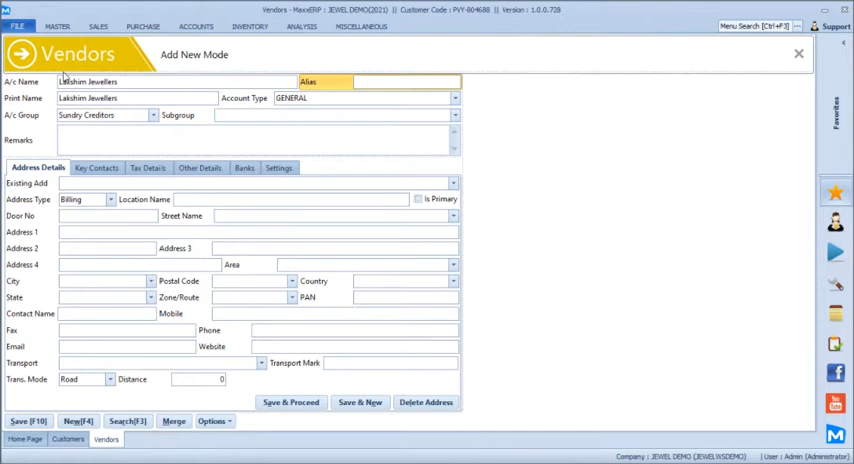 Vendors - MaxxERP : JEWEL DEMO(2021) || Customer Code : PVY-804688 || Version : 1.0.0.728
FILE MASTER SALES PURCHASE ACCOUNTS INVENTORY ANALYSIS MISCELLANEOUS Menu Search [Ctrl+F3] ... Support
Vendors Add New Mode
Favorites
A/c Name Lakshim Jewellers Alias
Print Name Lakshim Jewellers Account Type GENERAL
A/c Group Sundry Creditors Subgroup
Remarks
Address Details Key Contacts Tax Details Other Details Banks Settings
Existing Add
Address Type Billing Location Name Is Primary
Door No Street Name
Address 1
Address 2 Address 3
Address 4 Area
City Postal Code Country
State Zone/Route PAN
Contact Name Mobile
Fax Phone
Email Website
Transport Transport Mark
Trans. Mode Road Distance 0
Save & Proceed Save & New Delete Address
Save [F10] New[F4] Search[F3] Merge Options
Home Page Customers Vendors
Company : JEWEL DEMO (JEWELWSDEMO) User : Admin (Administrator)